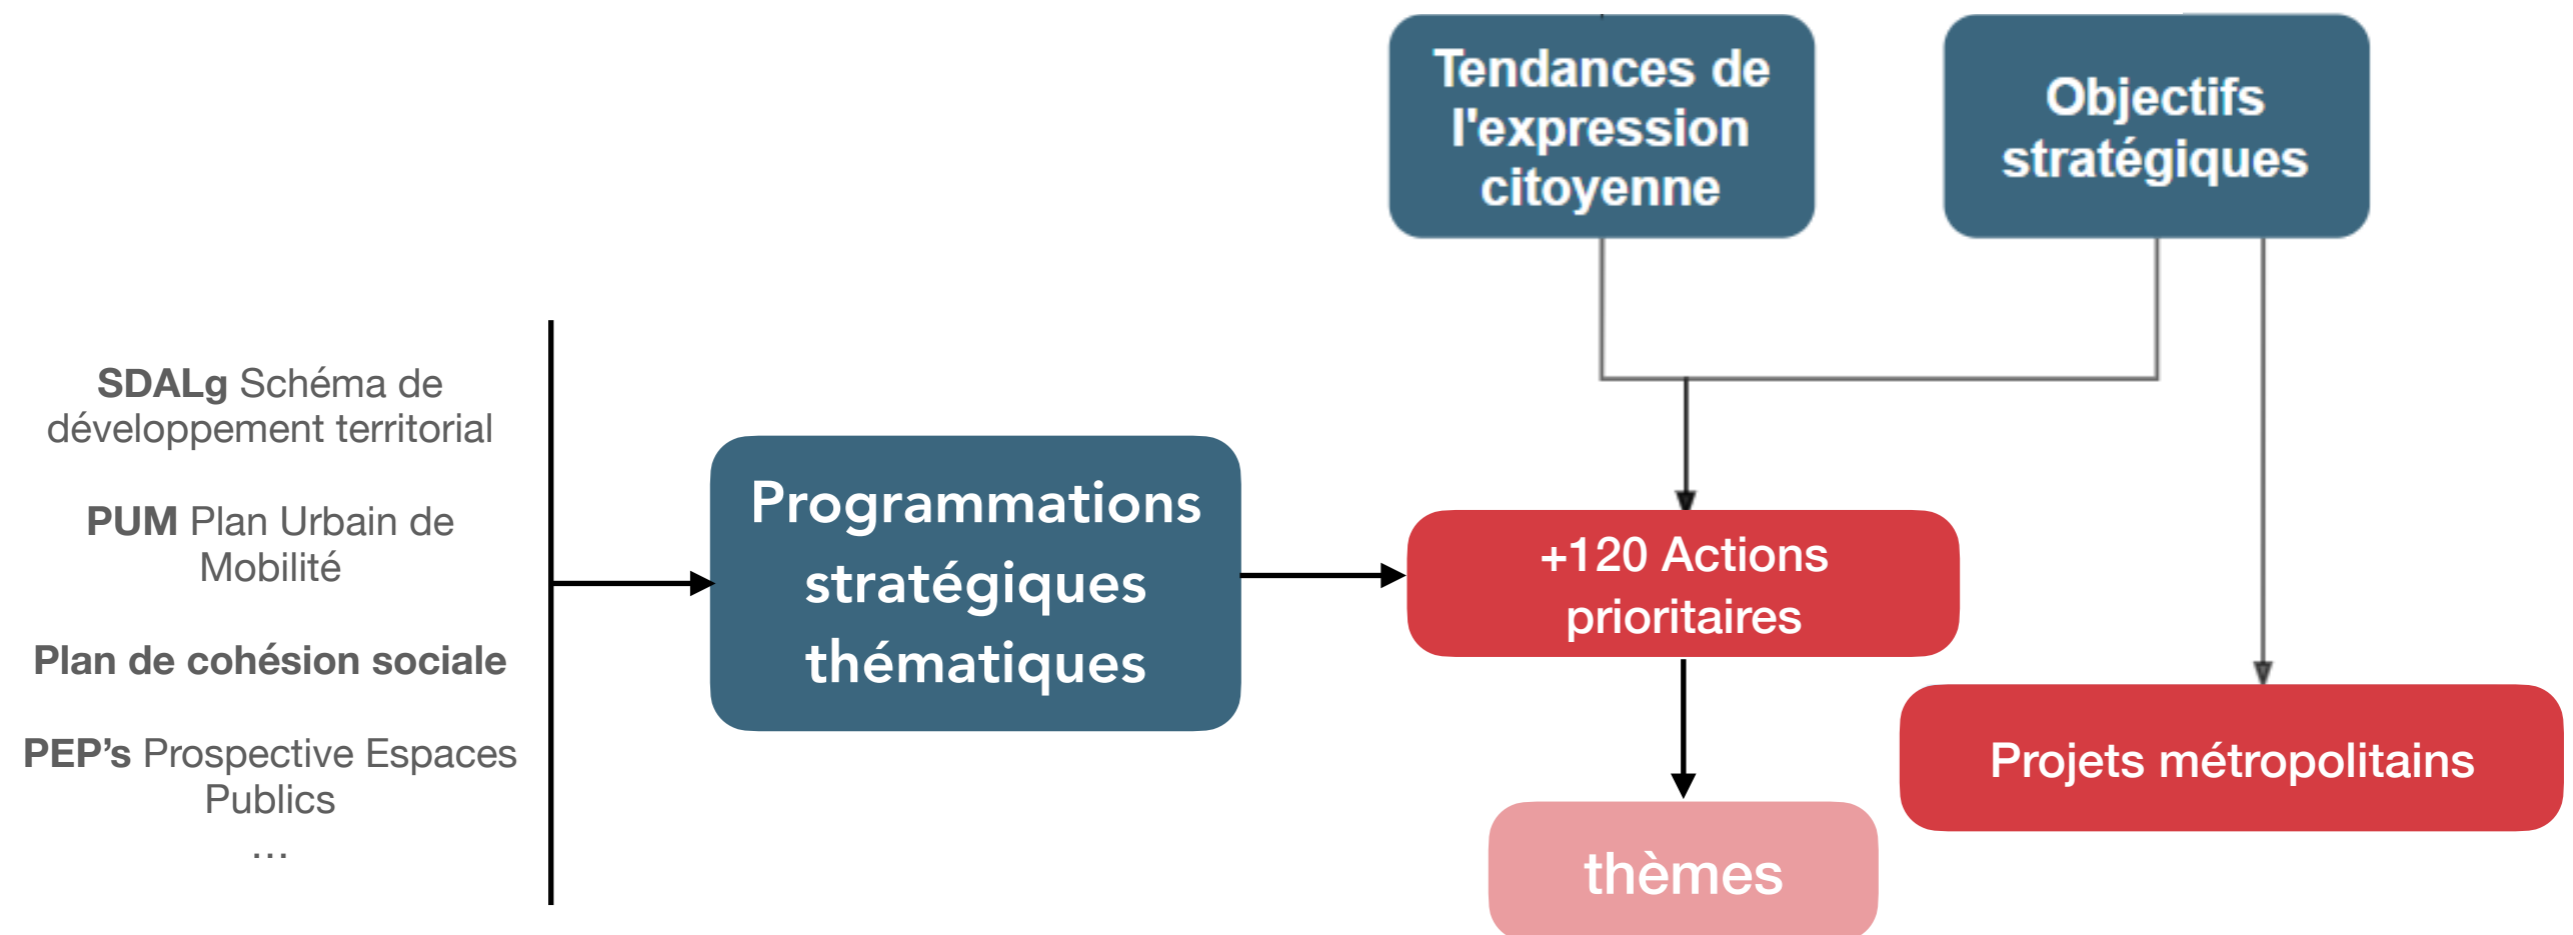 Tendances de
l'expression
citoyenne
Objectifs
stratégiques
SDALg Schéma de
développement territorial
PUM Plan Urbain de
Mobilité
Plan de cohésion sociale
PEP’s Prospective Espaces
Publics
…
Programmations
stratégiques
thématiques
+120 Actions
prioritaires
Projets métropolitains
thèmes